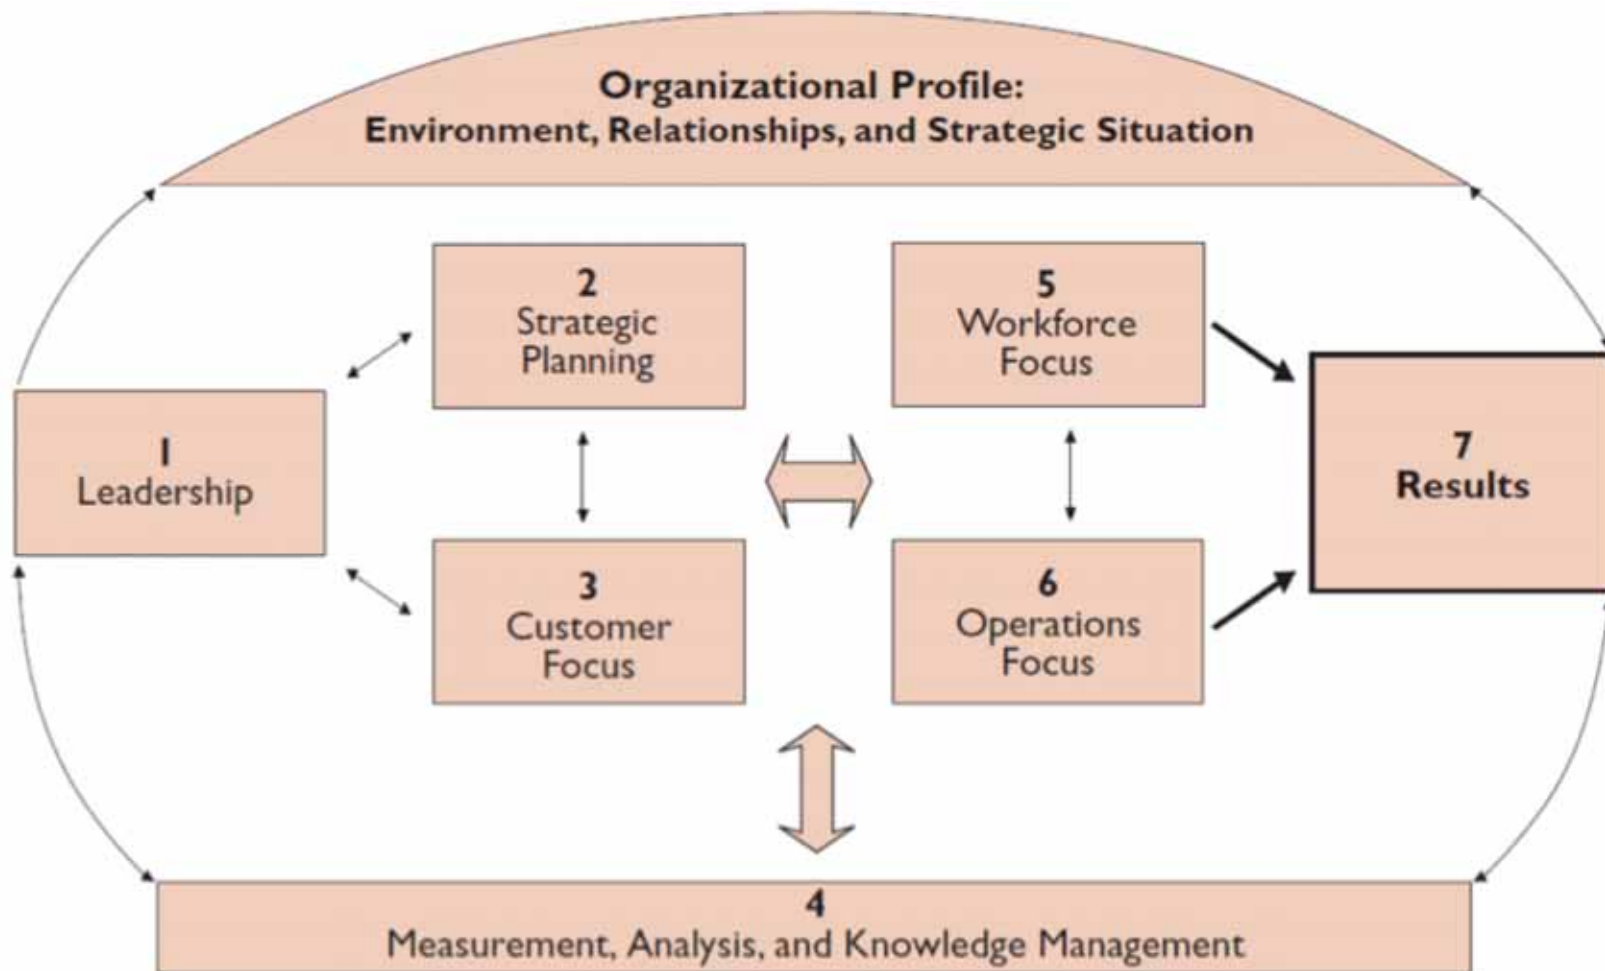 Organizational Profile:
Environment, Relationships, and Strategic Situation
2
Strategic
Planning
5
Workforce
Focus
1
Leadership
7
Results
3
Customer
Focus
6
Operations
Focus
4
Measurement, Analysis, and Knowledge Management